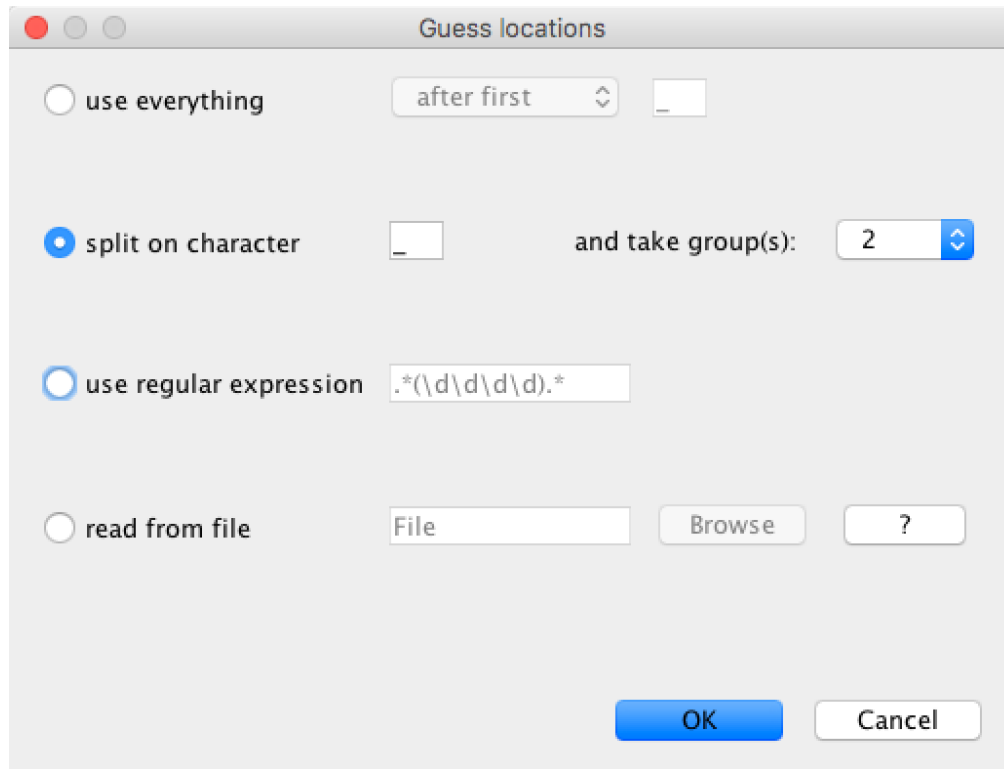 Guess locations
use everything after first _
split on character _ and take group(s): 2
use regular expression .*(\d\d\d\d).*
read from file File Browse ?
OK Cancel